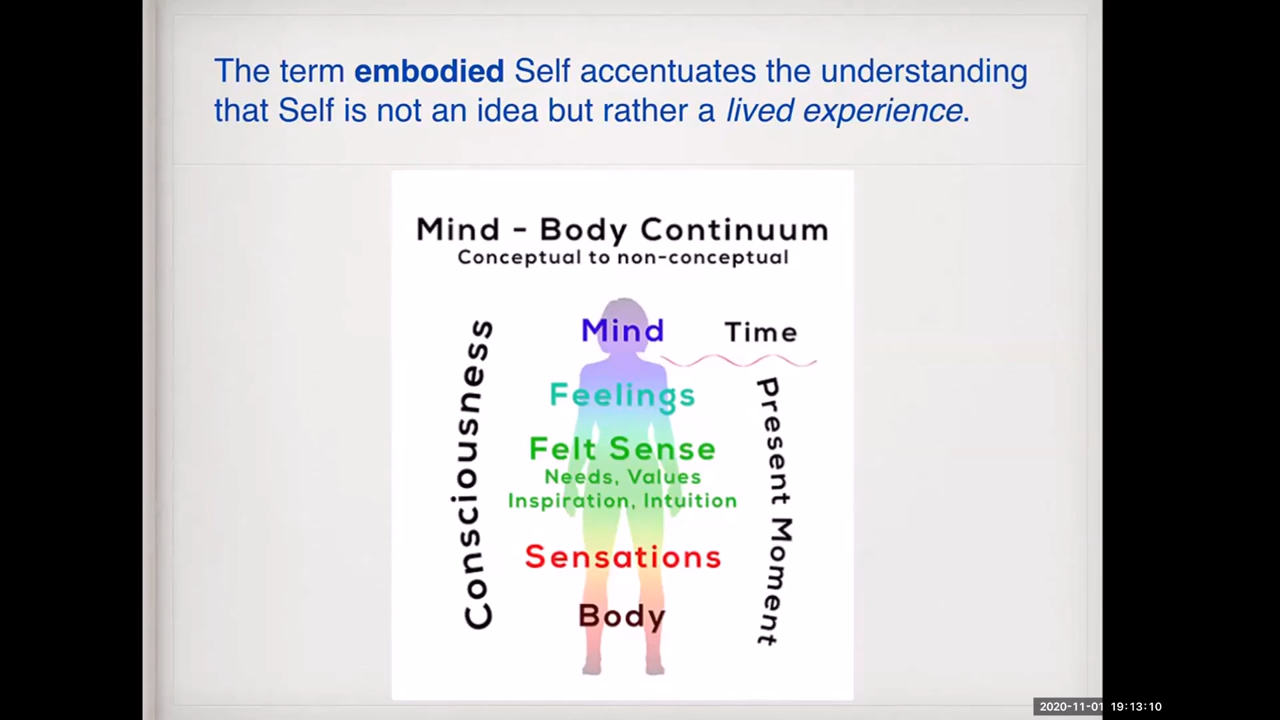 The term embodied Self accentuates the understanding
that Self is not an idea but rather a lived experience.
Mind - Body Continuum
Conceptual to non-conceptual
Consciousness
Mind
Time
Feelings
Felt Sense
Needs, Values
Inspiration, Intuition
Sensations
Body
Present Moment
2020-11-01 19:13:10